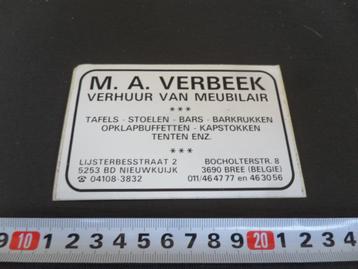 M. A. VERBEEK
VERHUUR VAN MEUBILAIR
***
TAFELS - STOELEN - BARS - BARKRUKKEN
OPKLAPBUFFETTEN - KAPSTOKKEN
TENTEN ENZ.
***
LIJSTERBESSTRAAT 2
5253 BD NIEUWKUIJK
☎ 04108-3832
BOCHOLTERSTR. 8
3690 BREE (BELGIE)
011/464777 en 463056
9 10 1 2 3 4 5 6 7 8 9 20 1 2 3 4